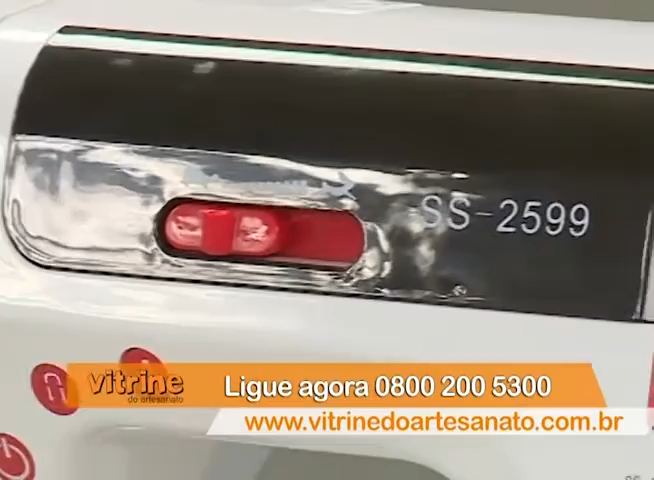 SS-2599
vitrine
do artesanato
Ligue agora 0800 200 5300
www.vitrinedoartesanato.com.br